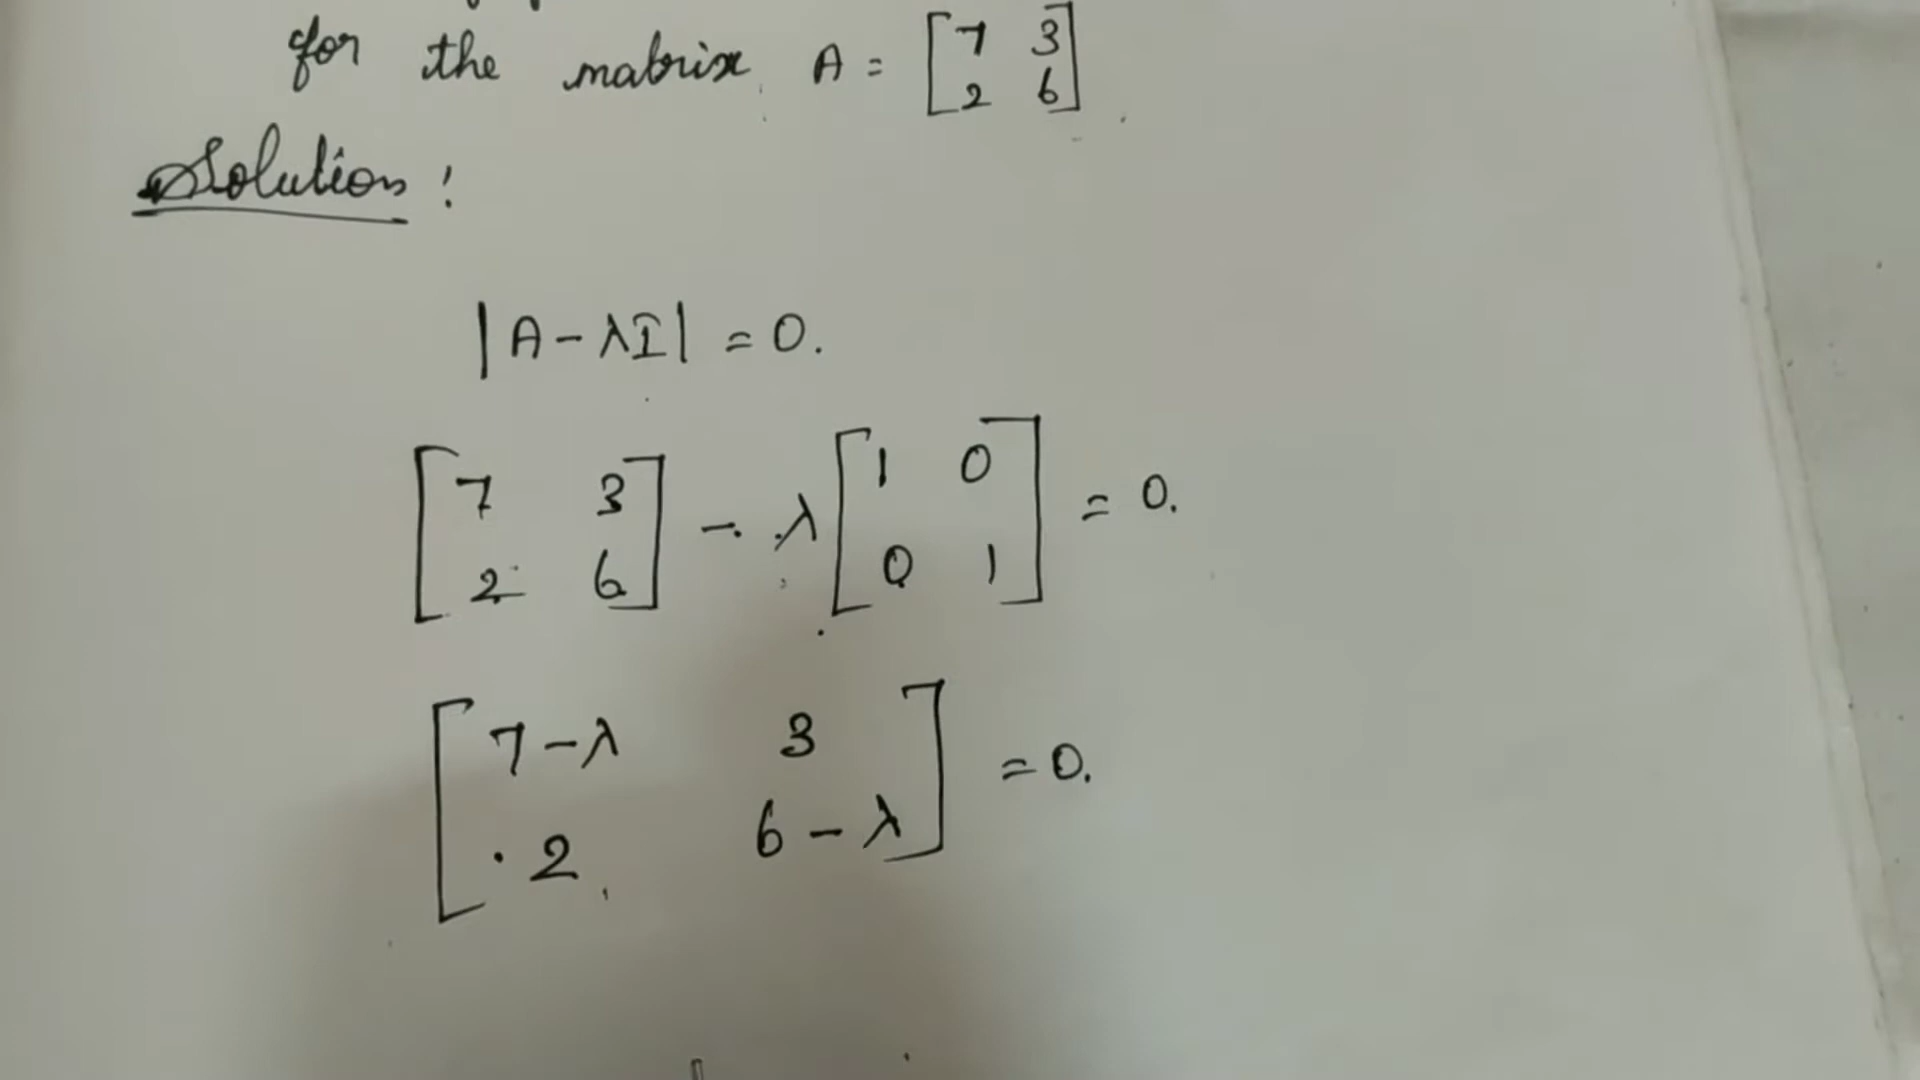 for the matrix A = [7 3
2 6]
Solution :
|A - λI| = 0.
[7 3
2 6] - λ [1 0
0 1] = 0.
[7-λ 3
2 6-λ] = 0.